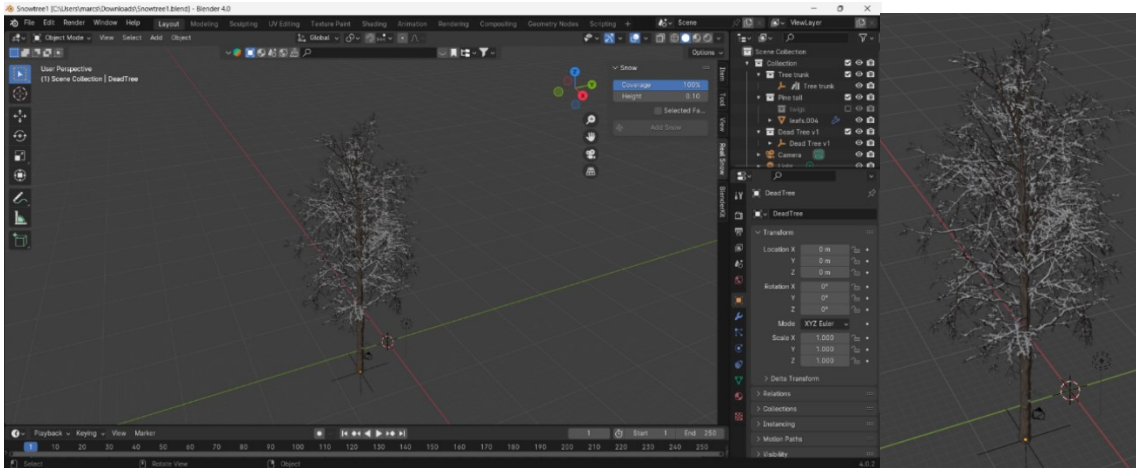 Snowtree1 [C:\Users\marco\Downloads\Snowtree1.blend] - Blender 4.0
File Edit Render Window Help Layout Modeling Sculpting UV Editing Texture Paint Shading Animation Rendering Compositing Geometry Nodes Scripting + Scene ViewLayer
Object Mode View Select Add Object Global
Options
User Perspective
(1) Scene Collection | DeadTree
Snow
Coverage 100%
Height 0.10
Selected Fa...
Add Snow
Item
Tool
View
Real Snow
BlenderKit
Scene Collection
Collection
Tree trunk
Tree trunk
Pine tall
twigs
leafs.004
Dead Tree v1
Dead Tree v1
Camera
Light
DeadTree
DeadTree
Transform
Location X 0 m
Y 0 m
Z 0 m
Rotation X 0°
Y 0°
Z 0°
Mode XYZ Euler
Scale X 1.000
Y 1.000
Z 1.000
Delta Transform
Relations
Collections
Instancing
Motion Paths
Visibility
Playback Keying View Marker 1 Start 1 End 250
1 10 20 30 40 50 60 70 80 90 100 110 120 130 140 150 160 170 180 190 200 210 220 230 240 250
Select Rotate View Object 4.0.2